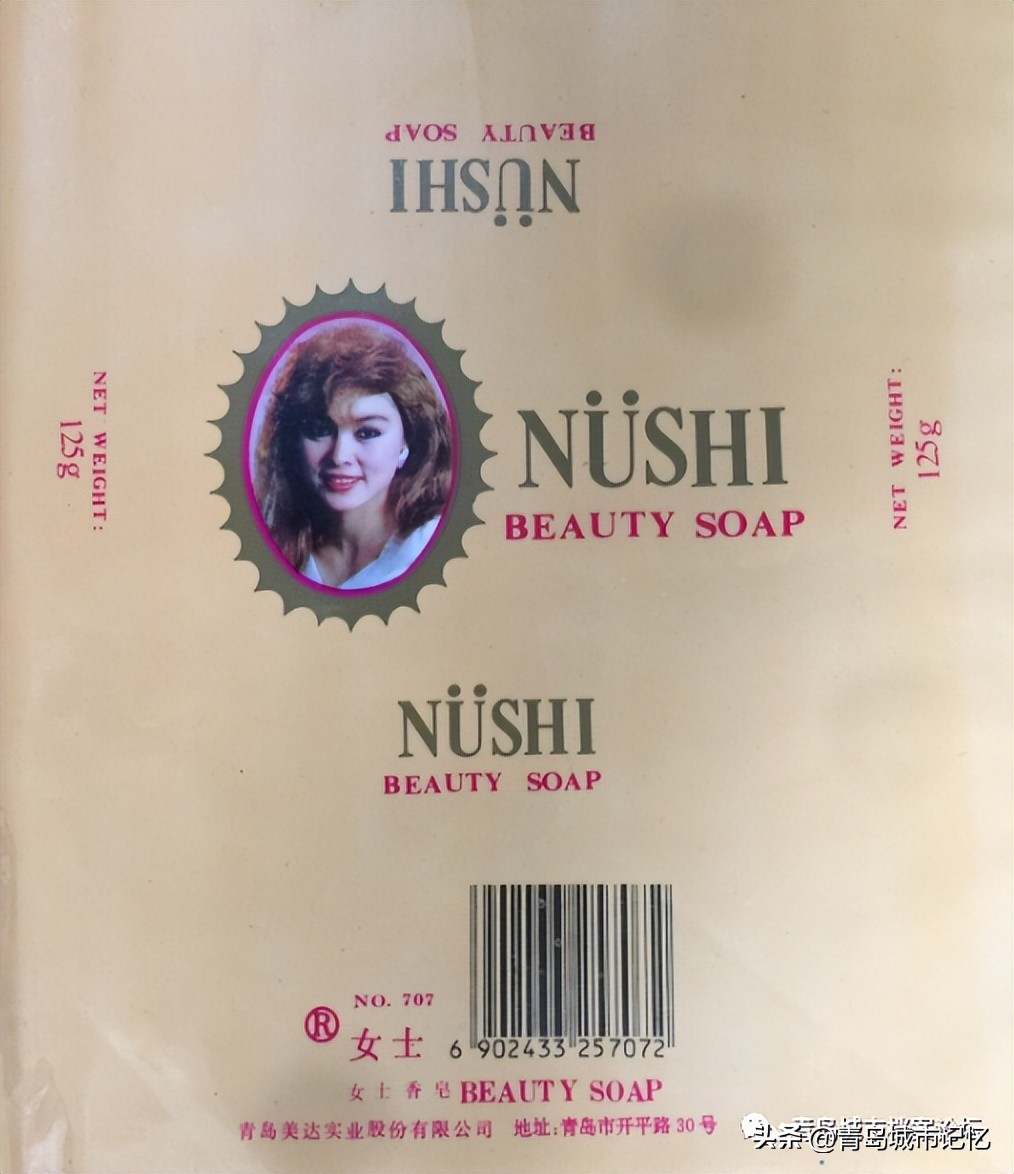 BEAUTY SOAP
NÜSHI
NÜSHI
BEAUTY SOAP
NET WEIGHT:
125g
NET WEIGHT:
125g
NÜSHI
BEAUTY SOAP
NO. 707
® 女士
6 902433 257072
女士香皂 BEAUTY SOAP
青岛美达实业股份有限公司 地址:青岛市开平路30号
头条 @青岛城市记忆